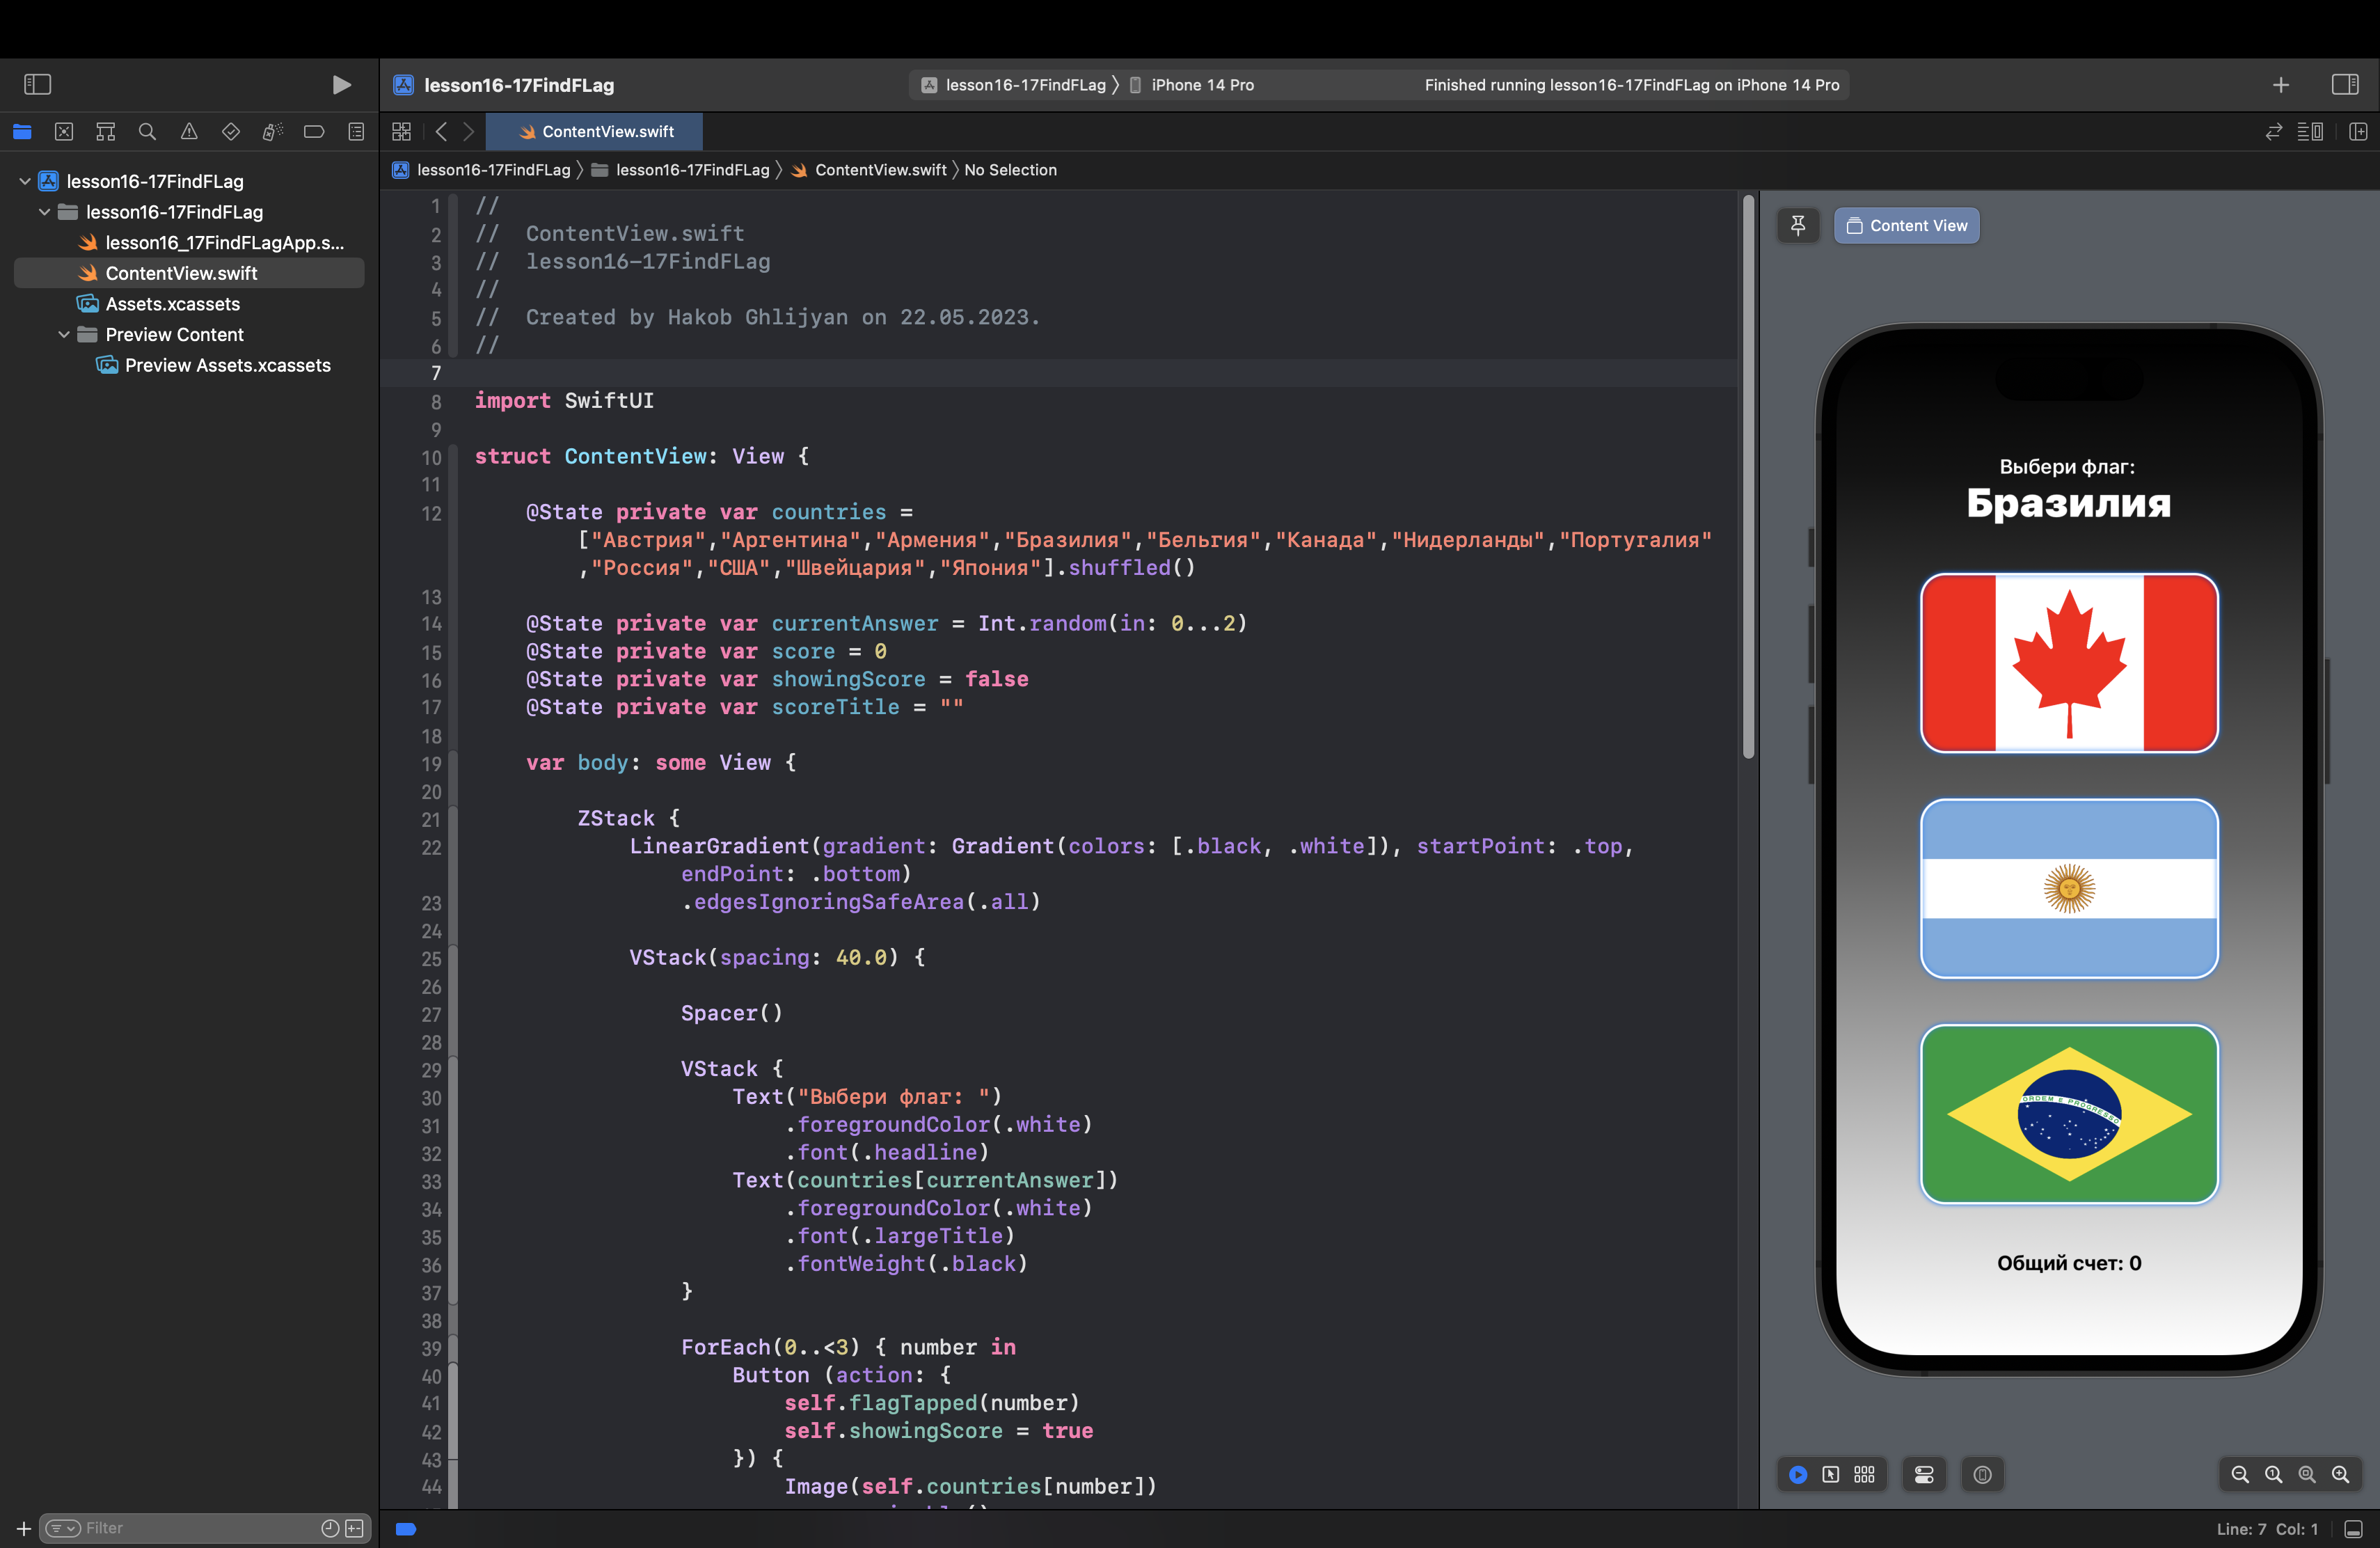 lesson16-17FindFLag
lesson16-17FindFLag 〉 iPhone 14 Pro
Finished running lesson16-17FindFLag on iPhone 14 Pro
ContentView.swift
lesson16-17FindFLag
lesson16-17FindFLag
lesson16_17FindFLagApp.s...
ContentView.swift
Assets.xcassets
Preview Content
Preview Assets.xcassets
Filter
lesson16-17FindFLag 〉 lesson16-17FindFLag 〉 ContentView.swift 〉 No Selection
1 //
2 //  ContentView.swift
3 //  lesson16-17FindFLag
4 //
5 //  Created by Hakob Ghlijyan on 22.05.2023.
6 //
7
8 import SwiftUI
9
10 struct ContentView: View {
11
12 @State private var countries =
["Австрия","Аргентина","Армения","Бразилия","Бельгия","Канада","Нидерланды","Португалия"
,"Россия","США","Швейцария","Япония"].shuffled()
13
14 @State private var currentAnswer = Int.random(in: 0...2)
15 @State private var score = 0
16 @State private var showingScore = false
17 @State private var scoreTitle = ""
18
19 var body: some View {
20
21 ZStack {
22 LinearGradient(gradient: Gradient(colors: [.black, .white]), startPoint: .top,
endPoint: .bottom)
23 .edgesIgnoringSafeArea(.all)
24
25 VStack(spacing: 40.0) {
26
27 Spacer()
28
29 VStack {
30 Text("Выбери флаг: ")
31 .foregroundColor(.white)
32 .font(.headline)
33 Text(countries[currentAnswer])
34 .foregroundColor(.white)
35 .font(.largeTitle)
36 .fontWeight(.black)
37 }
38
39 ForEach(0..<3) { number in
40 Button (action: {
41 self.flagTapped(number)
42 self.showingScore = true
43 }) {
44 Image(self.countries[number])
Content View
Выбери флаг:
Бразилия
ORDEM E PROGRESSO
Общий счет: 0
Line: 7 Col: 1